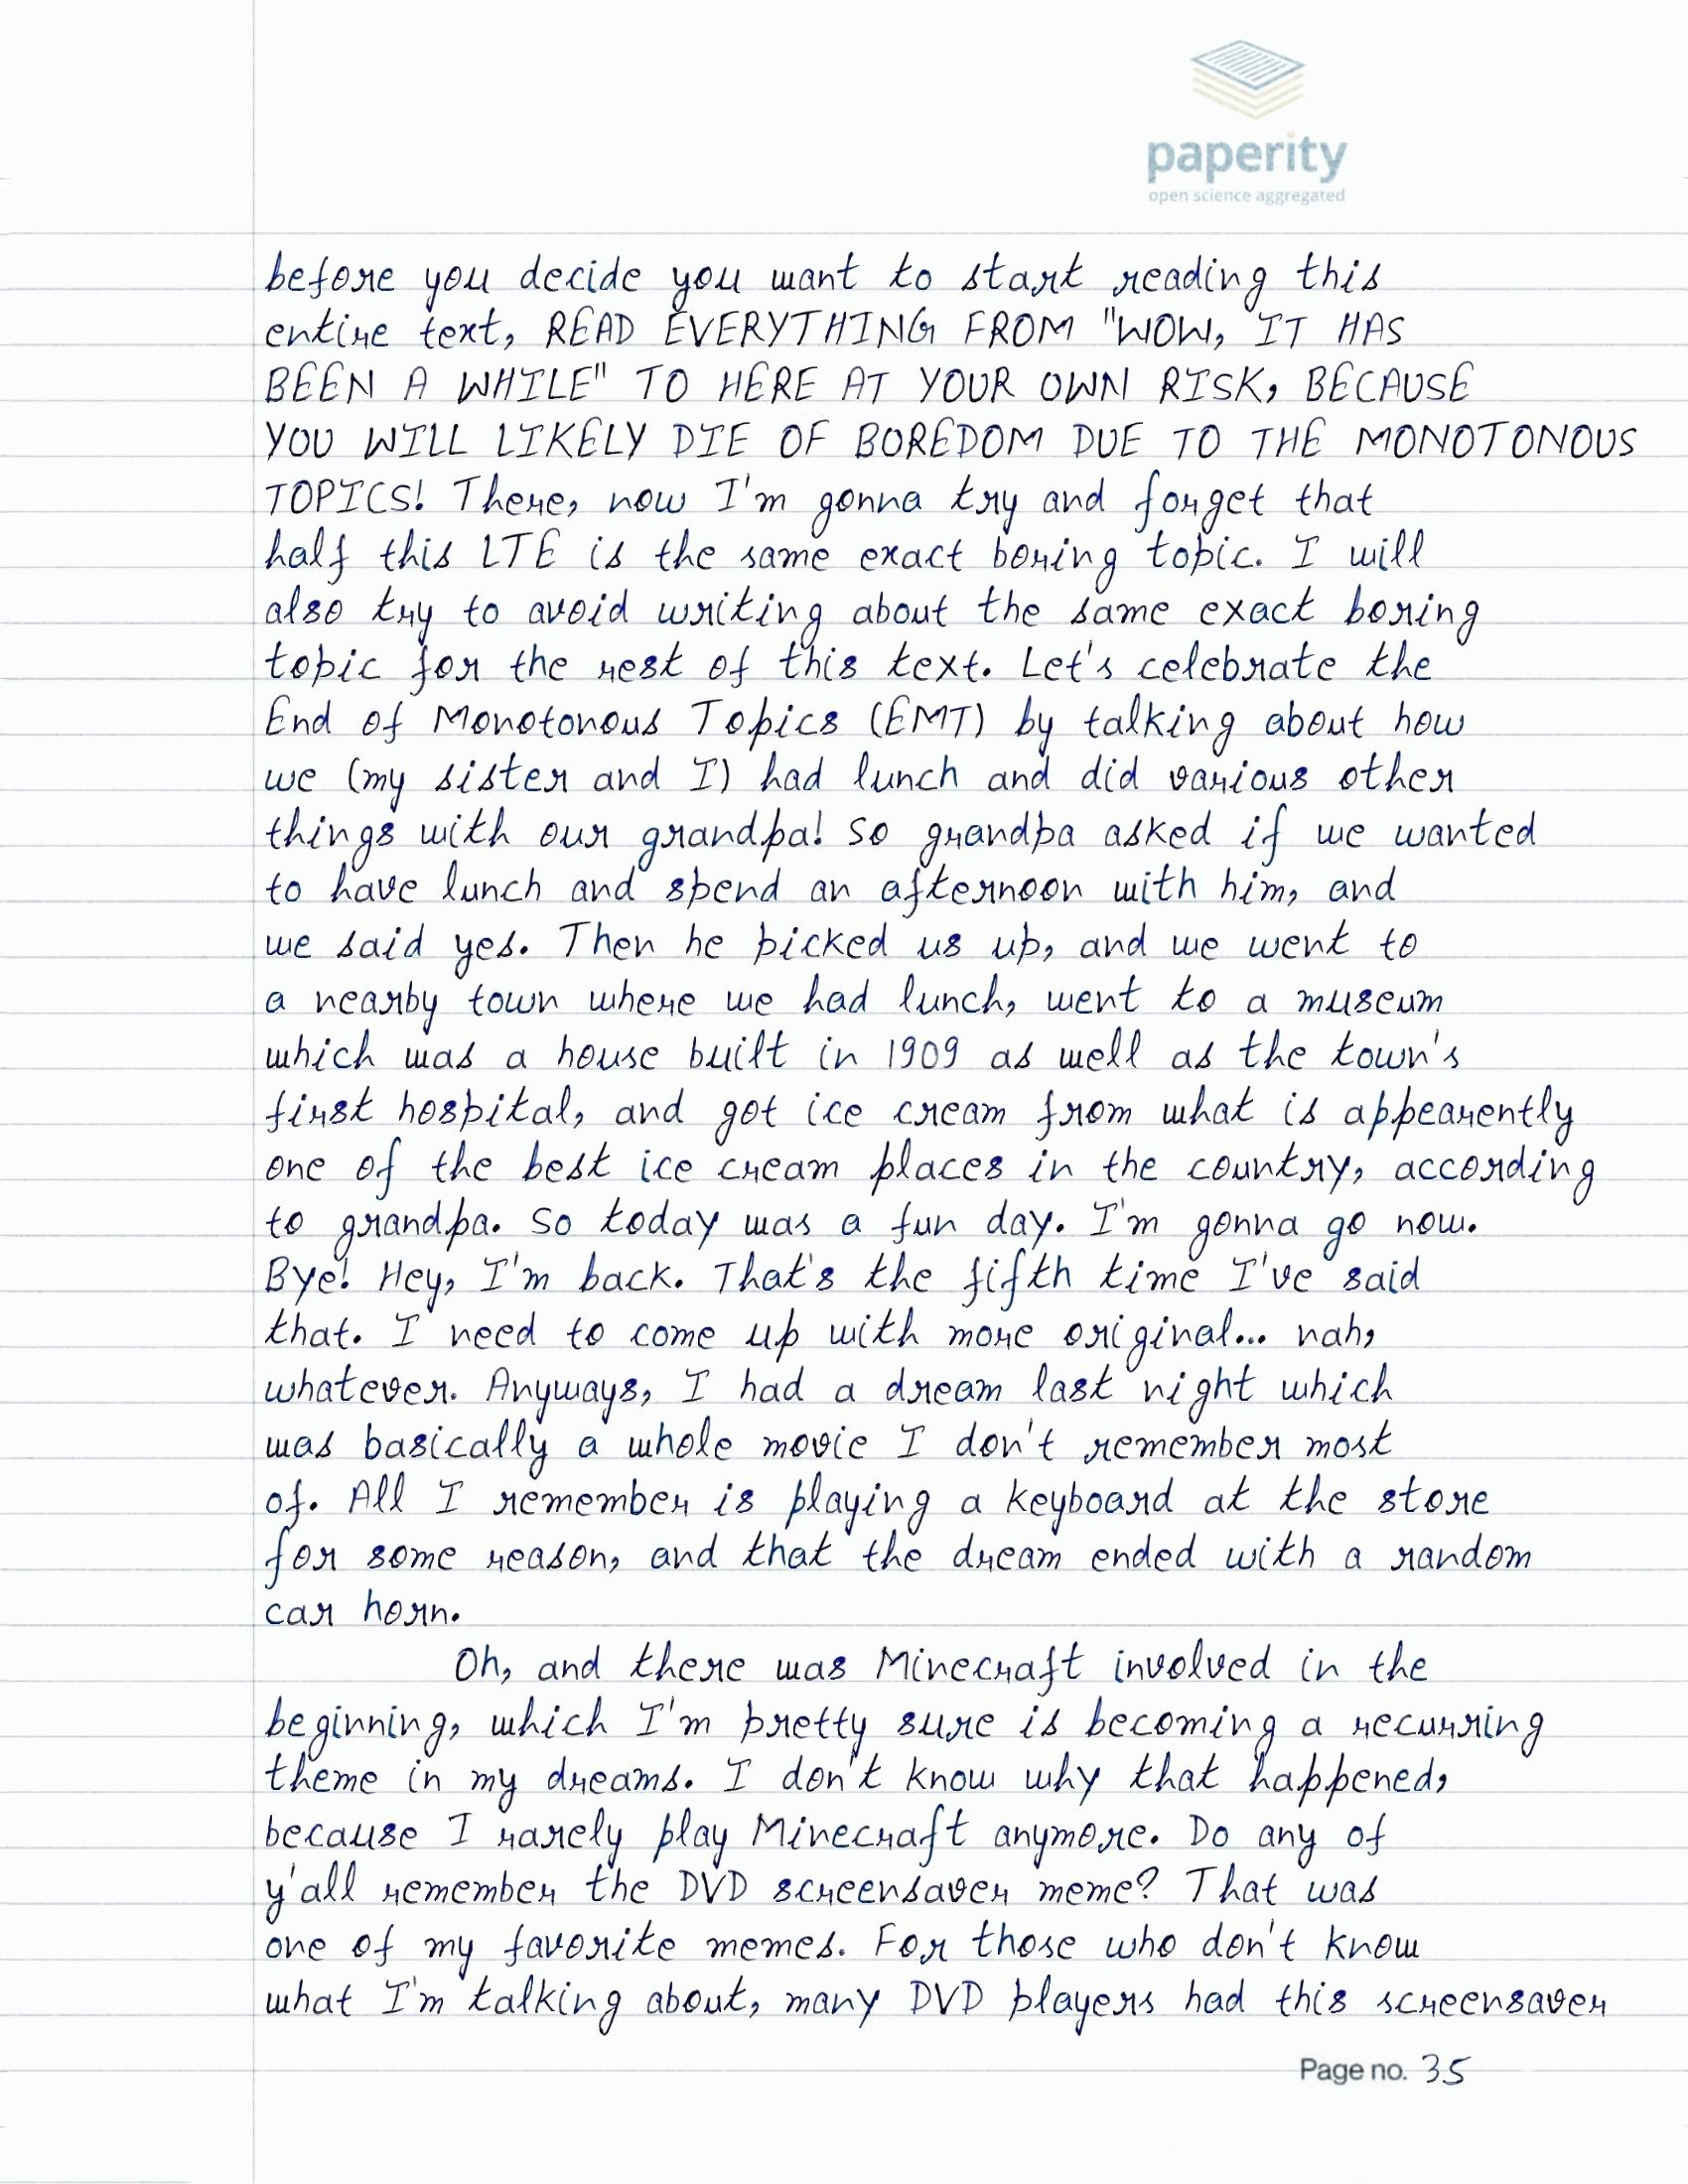 paperity
open science aggregated
before you decide you want to start reading this
entire text, READ EVERYTHING FROM "WOW, IT HAS
BEEN A WHILE" TO HERE AT YOUR OWN RISK, BECAUSE
YOU WILL LIKELY DIE OF BOREDOM DUE TO THE MONOTONOUS
TOPICS! There, now I'm gonna try and forget that
half this LTE is the same exact boring topic. I will
also try to avoid writing about the same exact boring
topic for the rest of this text. Let's celebrate the
End of Monotonous Topics (EMT) by talking about how
we (my sister and I) had lunch and did various other
things with our grandpa! So grandpa asked if we wanted
to have lunch and spend an afternoon with him, and
we said yes. Then he picked us up, and we went to
a nearby town where we had lunch, went to a museum
which was a house built in 1909 as well as the town's
first hospital, and got ice cream from what is appearently
one of the best ice cream places in the country, according
to grandpa. So today was a fun day. I'm gonna go now.
Bye! Hey, I'm back. That's the fifth time I've said
that. I need to come up with more original... nah,
whatever. Anyways, I had a dream last night which
was basically a whole movie I don't remember most
of. All I remember is playing a keyboard at the store
for some reason, and that the dream ended with a random
car horn.
Oh, and there was Minecraft involved in the
beginning, which I'm pretty sure is becoming a recurring
theme in my dreams. I don't know why that happened,
because I rarely play Minecraft anymore. Do any of
y'all remember the DVD screensaver meme? That was
one of my favorite memes. For those who don't know
what I'm talking about, many DVD players had this screensaver
Page no. 35